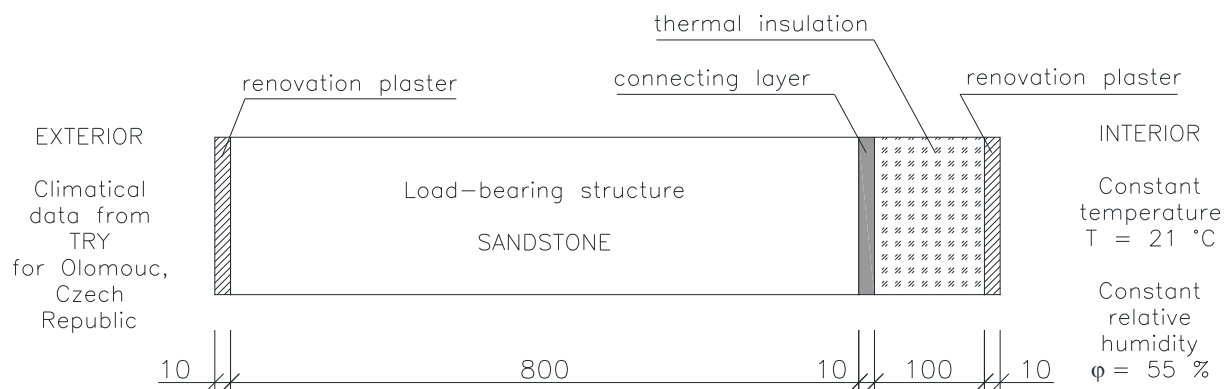 thermal insulation
renovation plaster
connecting layer
renovation plaster
EXTERIOR
Climatical
data from
TRY
for Olomouc,
Czech
Republic
Load-bearing structure
SANDSTONE
INTERIOR
Constant
temperature
T = 21 °C
Constant
relative
humidity
φ = 55 %
10 800 10 100 10